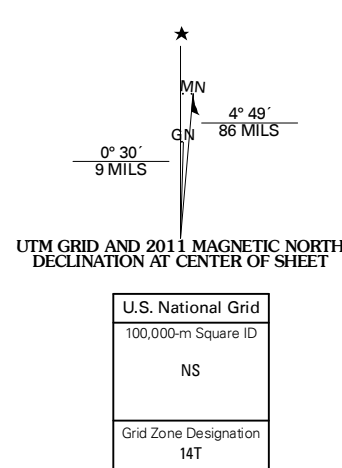 MN
4° 49´
86 MILS
GN
0° 30´
9 MILS
UTM GRID AND 2011 MAGNETIC NORTH
DECLINATION AT CENTER OF SHEET
U.S. National Grid
100,000-m Square ID
NS
Grid Zone Designation
14T